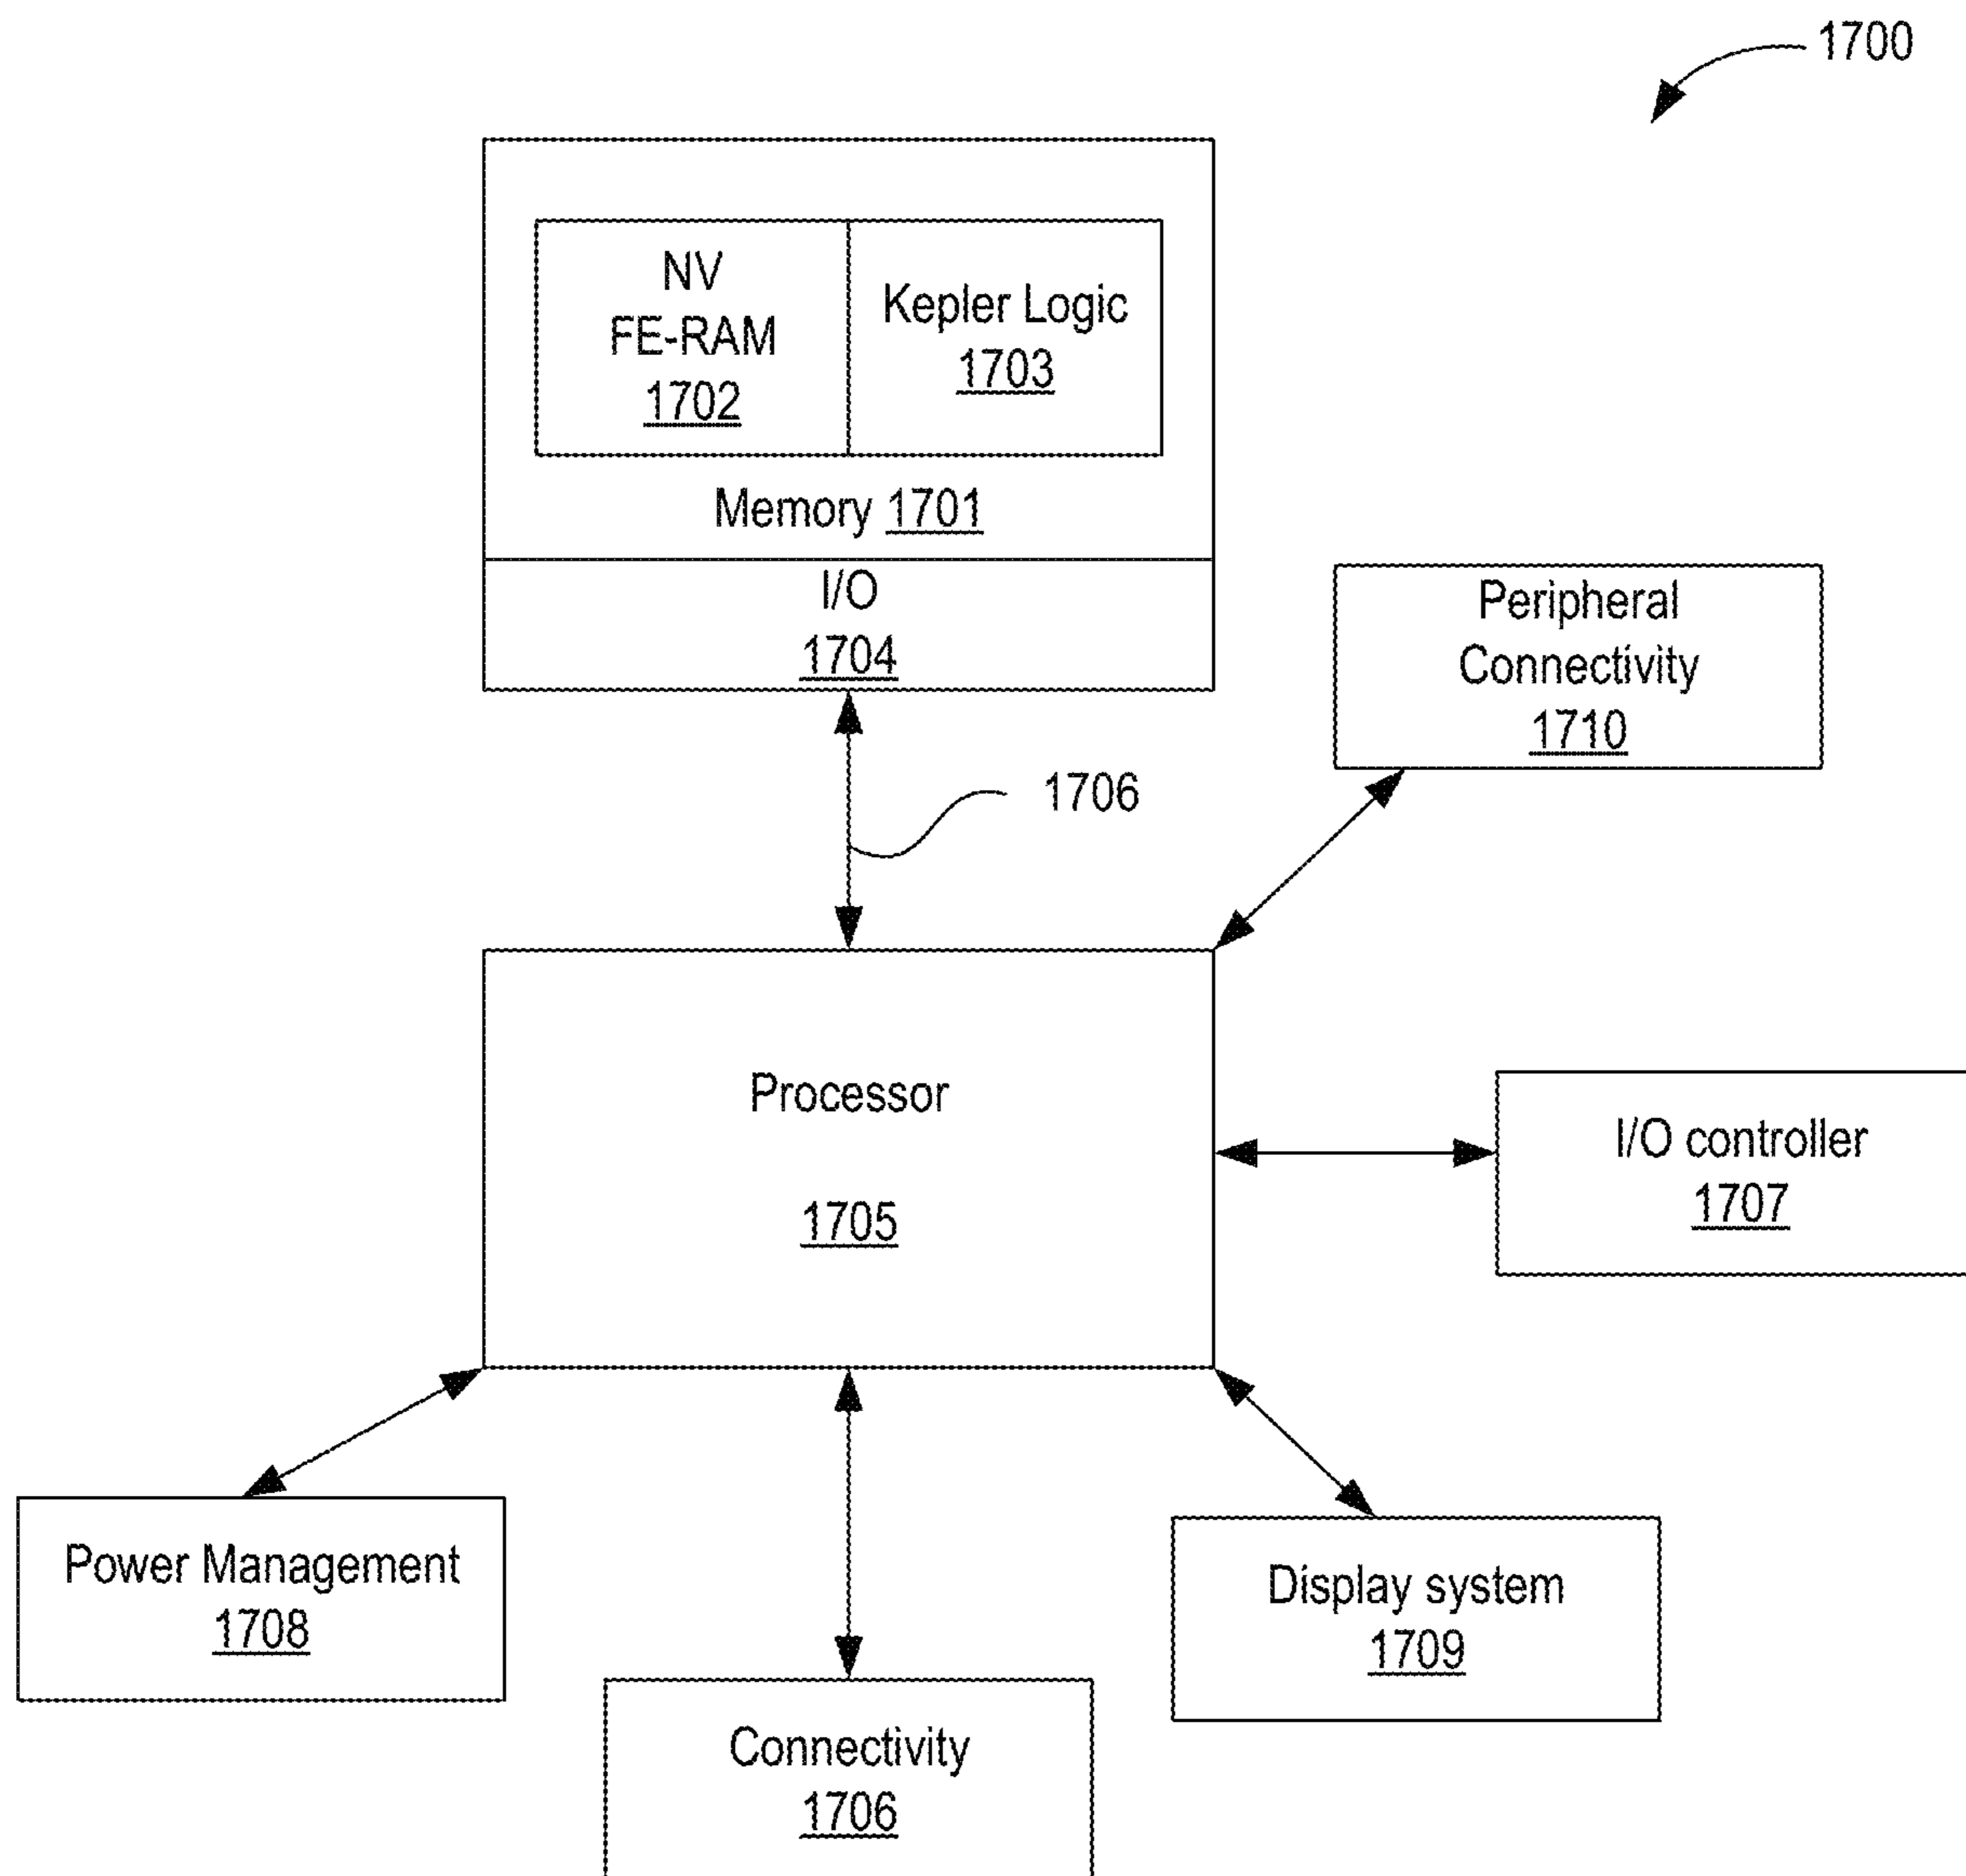 1700
NV
FE-RAM
1702
Kepler Logic
1703
Memory 1701
I/O
1704
Peripheral
Connectivity
1710
1706
Processor
1705
I/O controller
1707
Power Management
1708
Display system
1709
Connectivity
1706